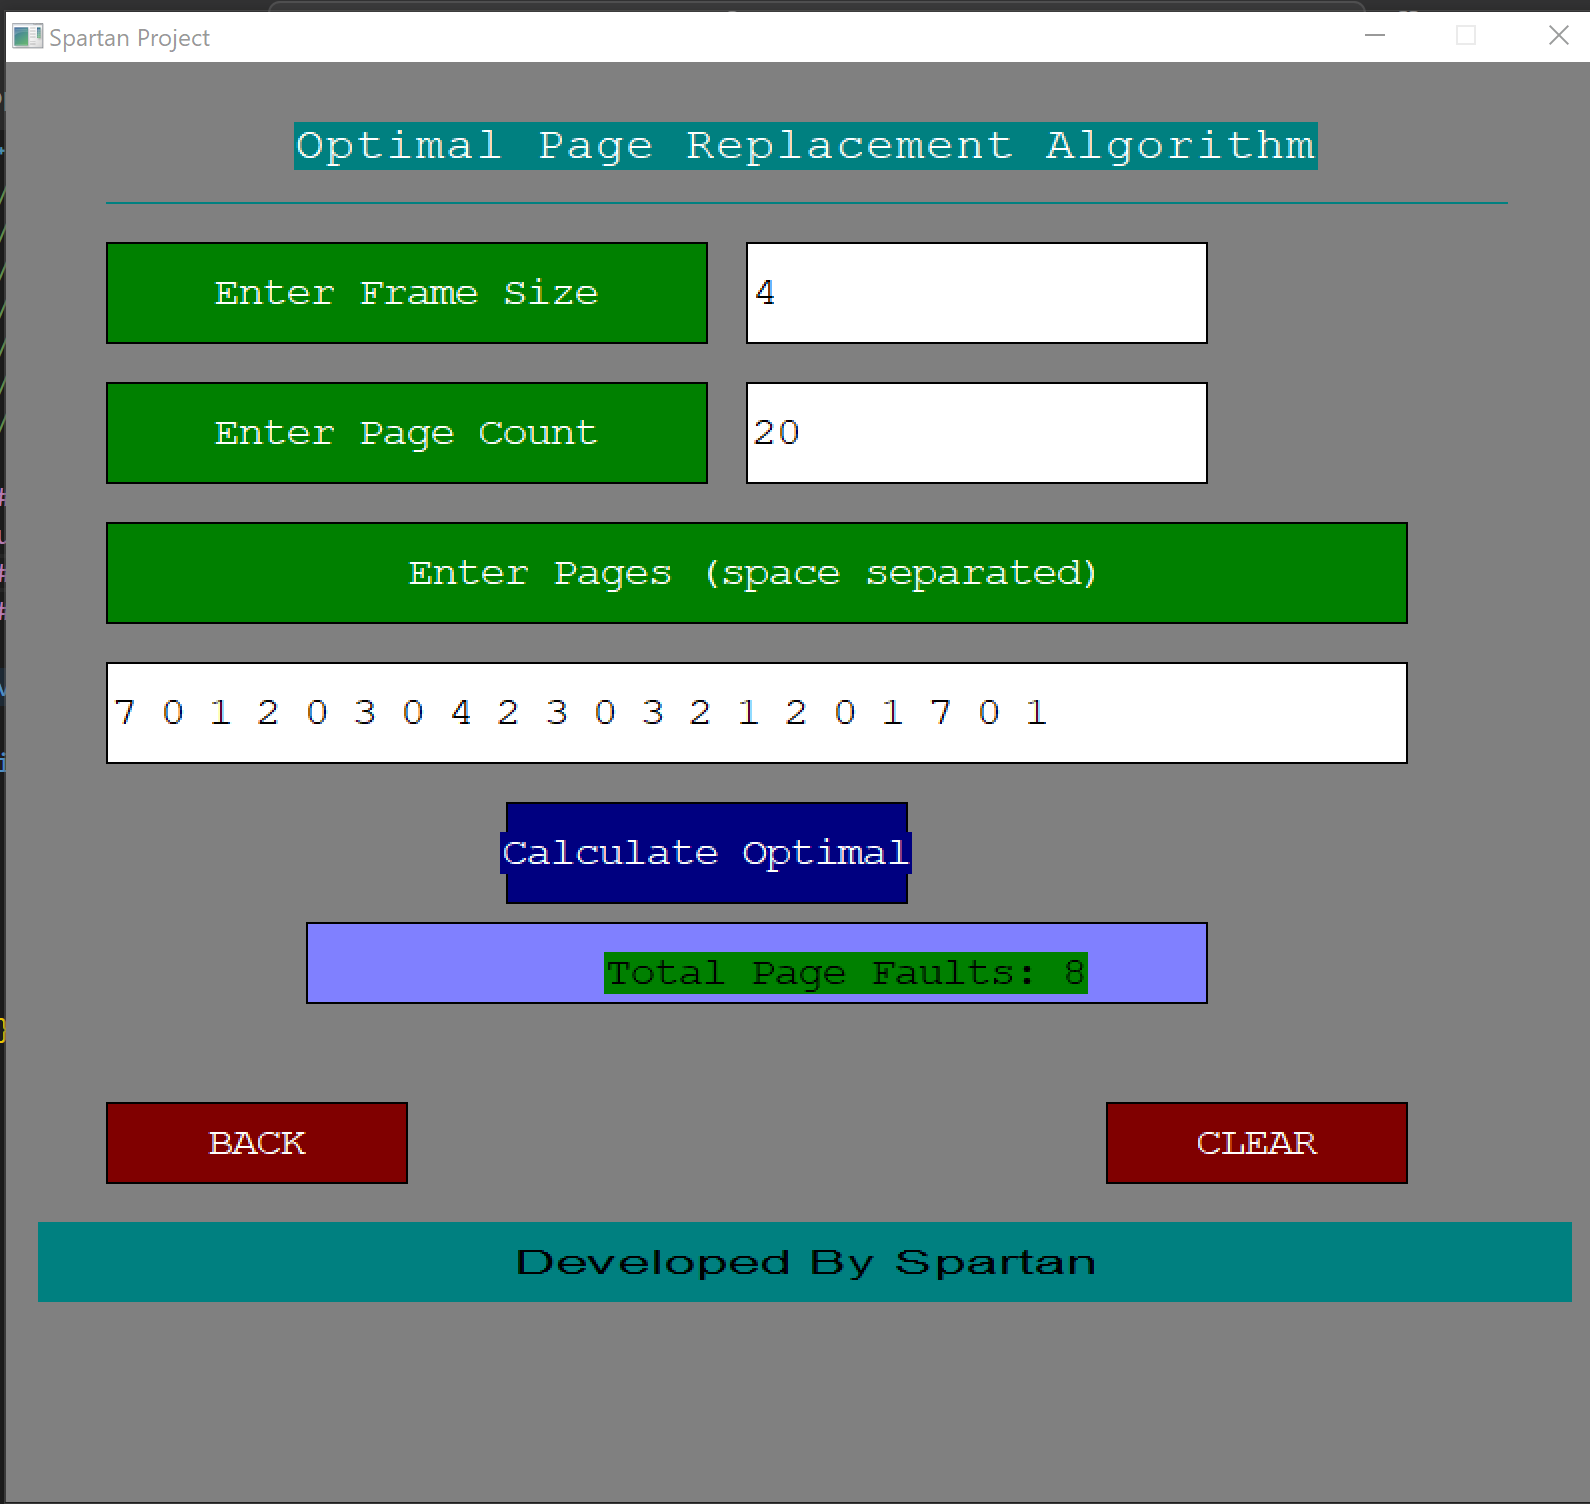 Spartan Project
Optimal Page Replacement Algorithm
Enter Frame Size
4
Enter Page Count
20
Enter Pages (space separated)
7 0 1 2 0 3 0 4 2 3 0 3 2 1 2 0 1 7 0 1
Calculate Optimal
Total Page Faults: 8
BACK
CLEAR
Developed By Spartan